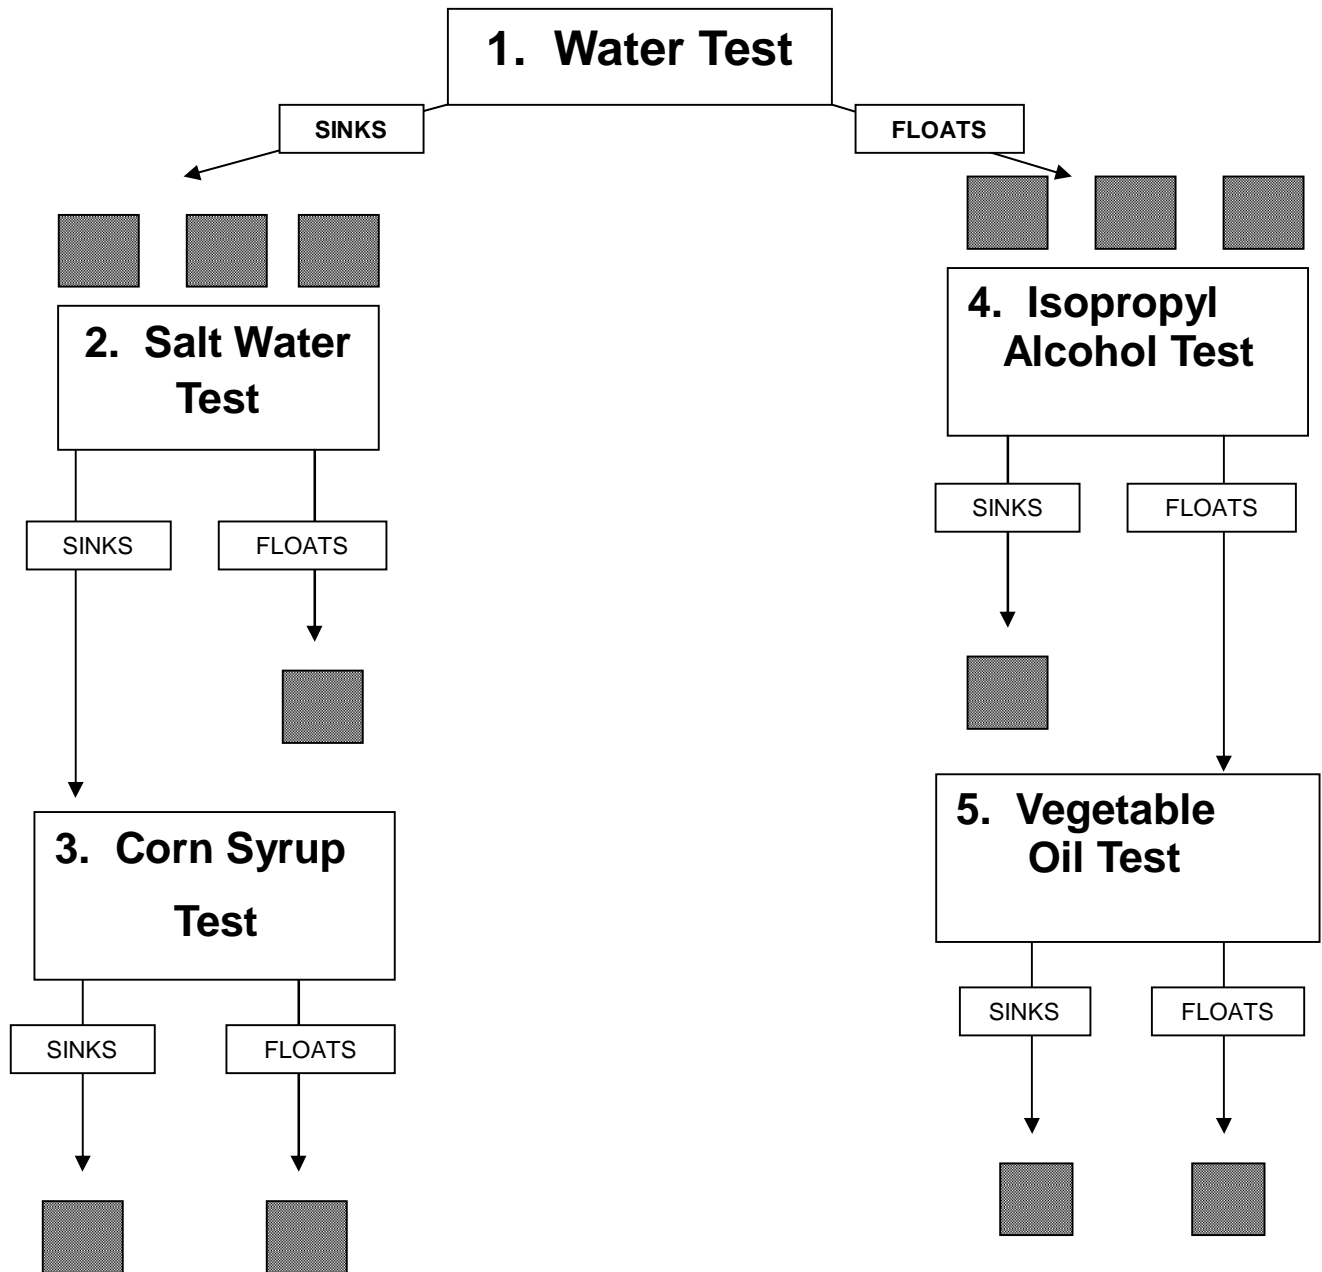 1. Water Test
SINKS
FLOATS
2. Salt Water
Test
SINKS
FLOATS
3. Corn Syrup
Test
SINKS
FLOATS
4. Isopropyl
Alcohol Test
SINKS
FLOATS
5. Vegetable
Oil Test
SINKS
FLOATS